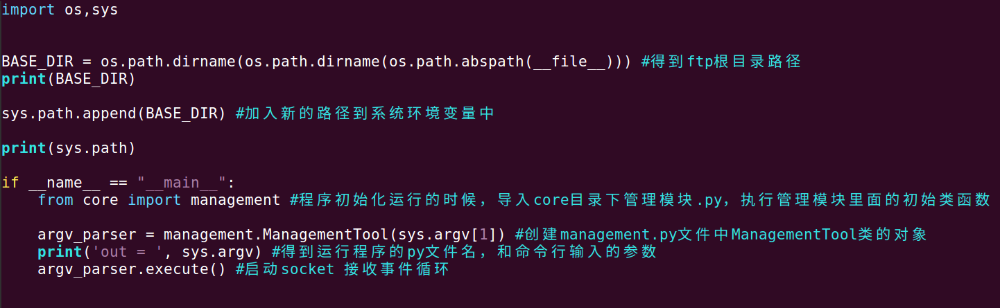 import os,sys
BASE_DIR = os.path.dirname(os.path.dirname(os.path.abspath(__file__))) #得到ftp根目录路径
print(BASE_DIR)
sys.path.append(BASE_DIR) #加入新的路径到系统环境变量中
print(sys.path)
if __name__ == "__main__":
    from core import management #程序初始化运行的时候，导入core目录下管理模块.py，执行管理模块里面的初始类函数
    argv_parser = management.ManagementTool(sys.argv[1]) #创建management.py文件中ManagementTool类的对象
    print('out = ', sys.argv) #得到运行程序的py文件名，和命令行输入的参数
    argv_parser.execute() #启动socket 接收事件循环